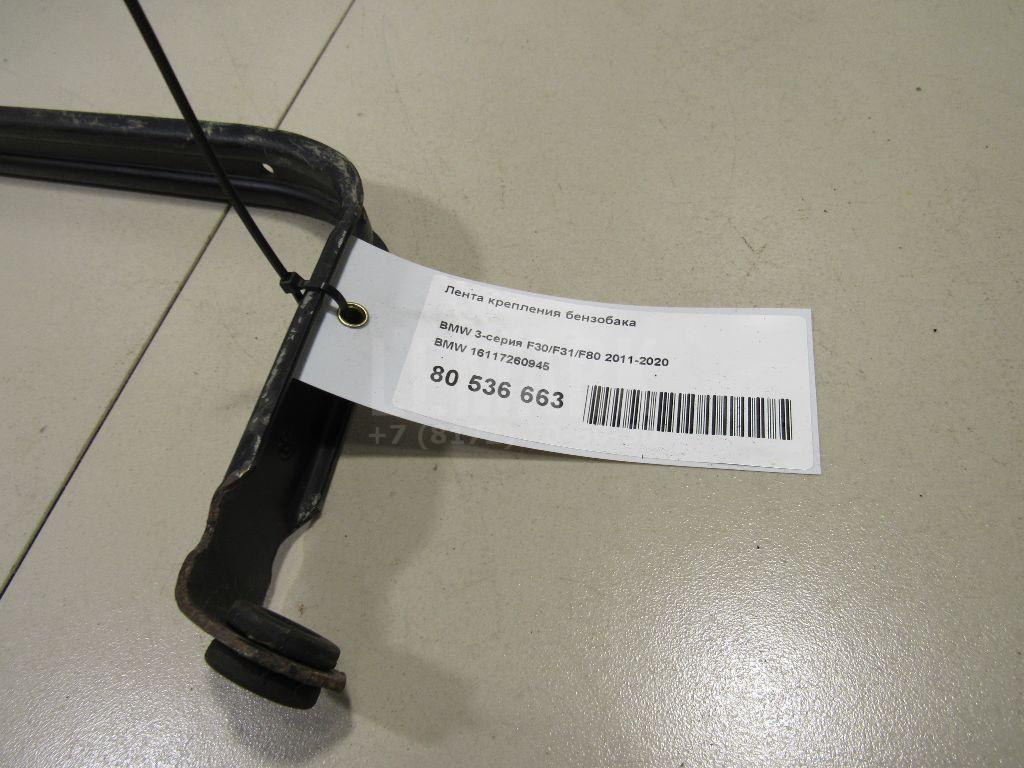 Лента крепления бензобака
BMW 3-серия F30/F31/F80 2011-2020
BMW 16117260945
80 536 663